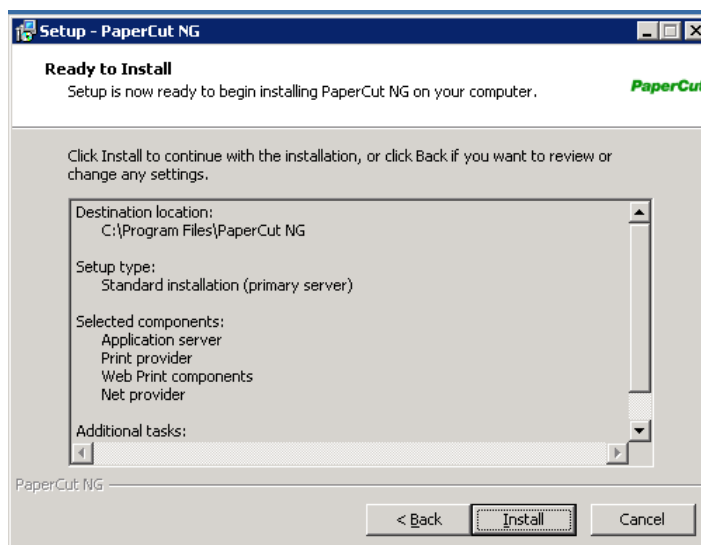 Setup - PaperCut NG
Ready to Install
Setup is now ready to begin installing PaperCut NG on your computer.
PaperCut
Click Install to continue with the installation, or click Back if you want to review or
change any settings.
Destination location:
C:\Program Files\PaperCut NG
Setup type:
Standard installation (primary server)
Selected components:
Application server
Print provider
Web Print components
Net provider
Additional tasks:
PaperCut NG
< Back
Install
Cancel